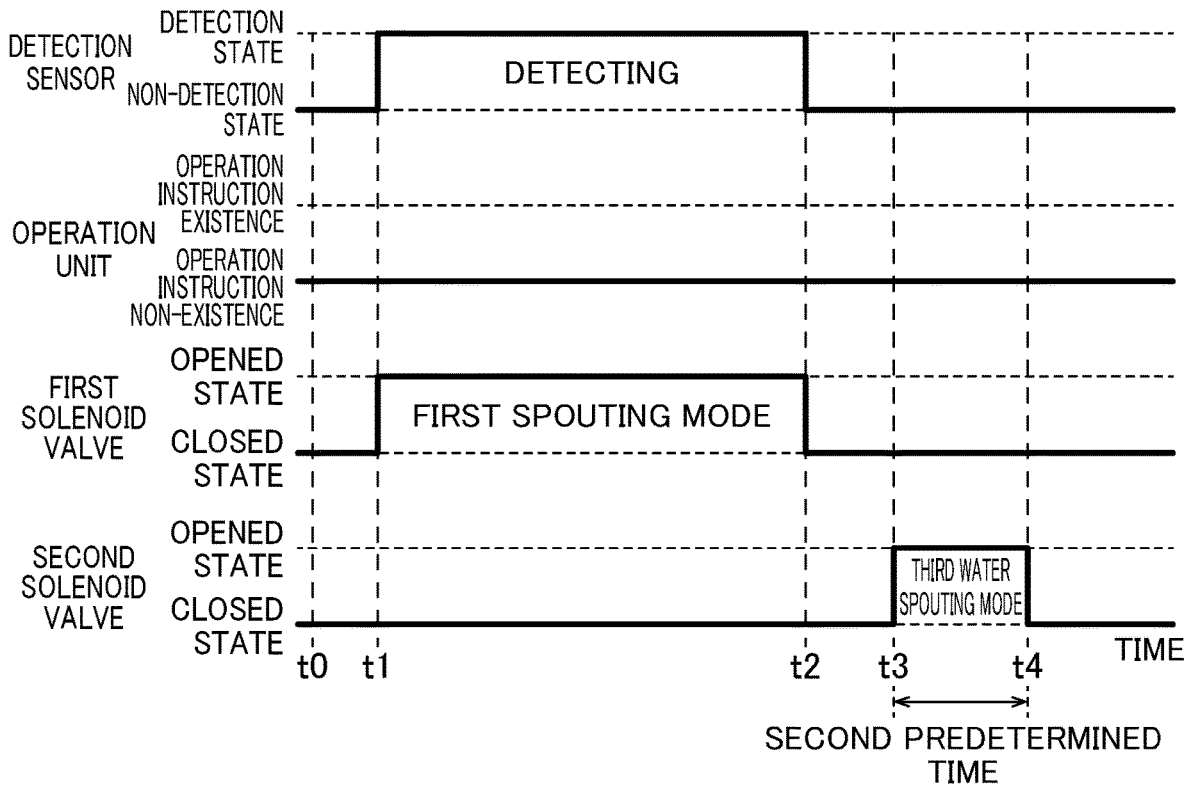 DETECTION
SENSOR
DETECTION
STATE
NON-DETECTION
STATE
DETECTING
OPERATION
UNIT
OPERATION
INSTRUCTION
EXISTENCE
OPERATION
INSTRUCTION
NON-EXISTENCE
FIRST
SOLENOID
VALVE
OPENED
STATE
CLOSED
STATE
FIRST SPOUTING MODE
SECOND
SOLENOID
VALVE
OPENED
STATE
CLOSED
STATE
THIRD WATER
SPOUTING MODE
TIME
t0
t1
t2
t3
t4
SECOND PREDETERMINED
TIME